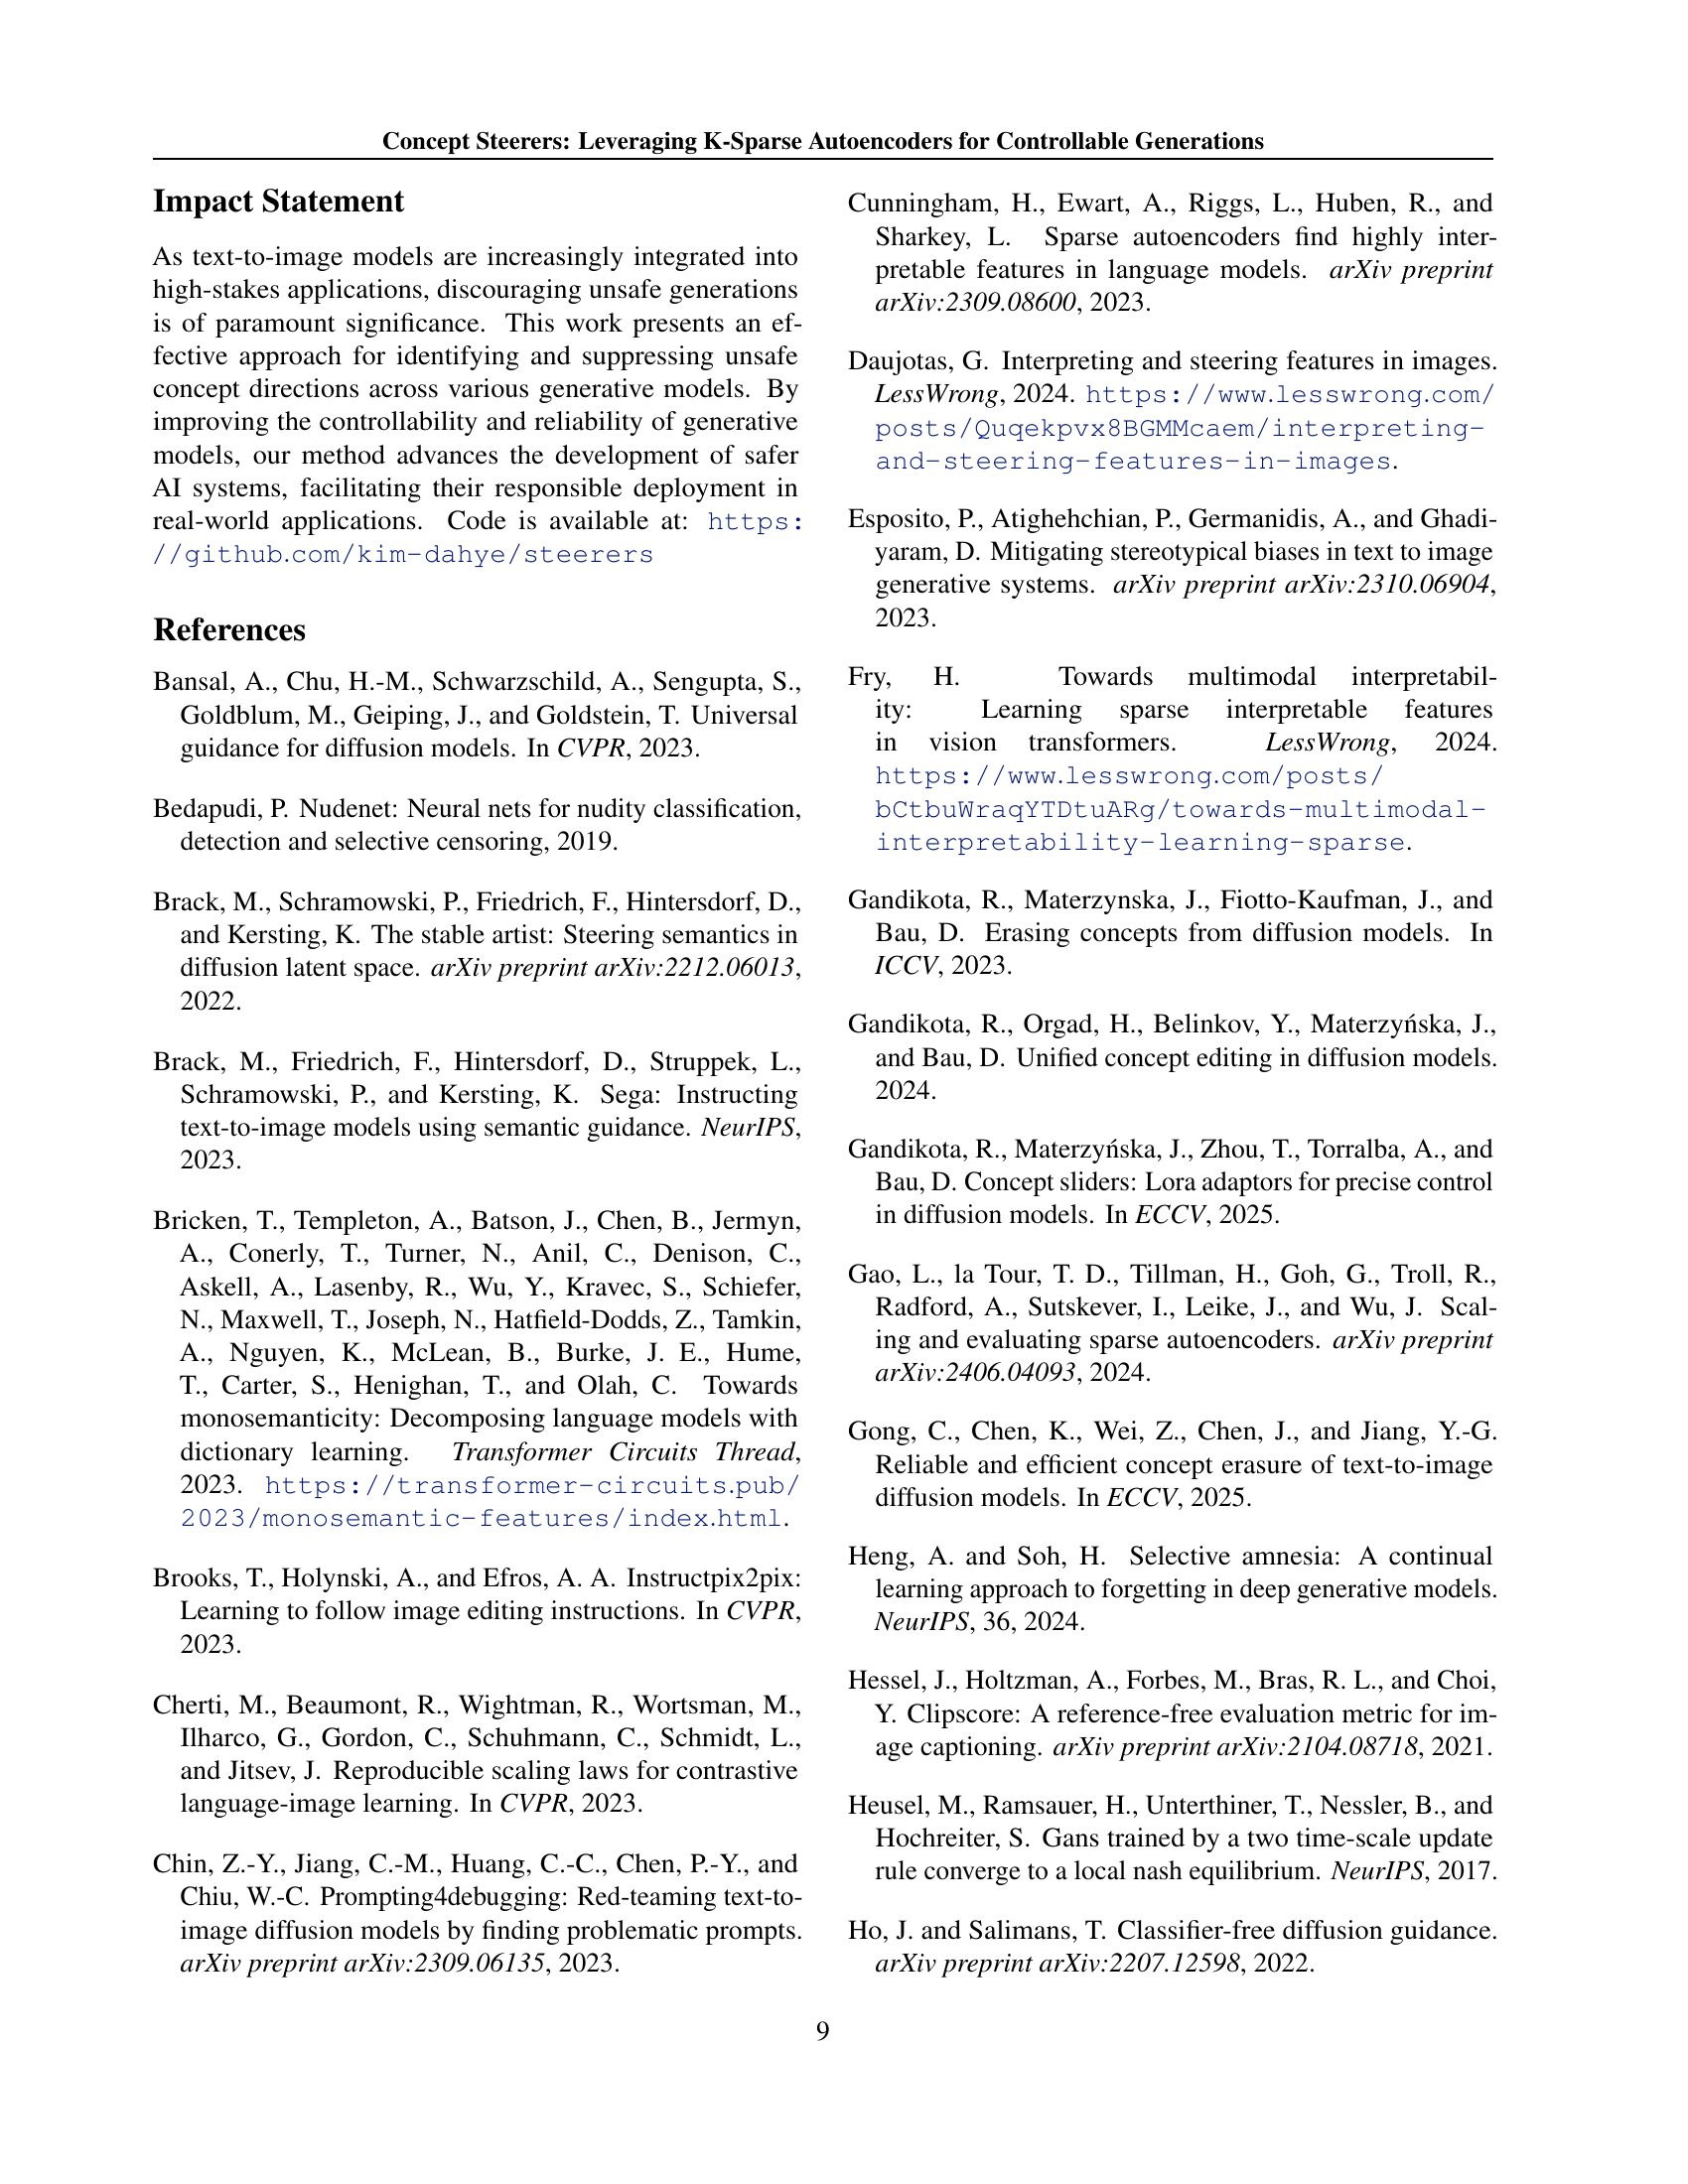 Concept Steerers: Leveraging K-Sparse Autoencoders for Controllable Generations
Impact Statement
As text-to-image models are increasingly integrated into
high-stakes applications, discouraging unsafe generations
is of paramount significance. This work presents an ef-
fective approach for identifying and suppressing unsafe
concept directions across various generative models. By
improving the controllability and reliability of generative
models, our method advances the development of safer
AI systems, facilitating their responsible deployment in
real-world applications. Code is available at: https:
//github.com/kim-dahye/steerers
References
Bansal, A., Chu, H.-M., Schwarzschild, A., Sengupta, S.,
Goldblum, M., Geiping, J., and Goldstein, T. Universal
guidance for diffusion models. In CVPR, 2023.
Bedapudi, P. Nudenet: Neural nets for nudity classification,
detection and selective censoring, 2019.
Brack, M., Schramowski, P., Friedrich, F., Hintersdorf, D.,
and Kersting, K. The stable artist: Steering semantics in
diffusion latent space. arXiv preprint arXiv:2212.06013,
2022.
Brack, M., Friedrich, F., Hintersdorf, D., Struppek, L.,
Schramowski, P., and Kersting, K. Sega: Instructing
text-to-image models using semantic guidance. NeurIPS,
2023.
Bricken, T., Templeton, A., Batson, J., Chen, B., Jermyn,
A., Conerly, T., Turner, N., Anil, C., Denison, C.,
Askell, A., Lasenby, R., Wu, Y., Kravec, S., Schiefer,
N., Maxwell, T., Joseph, N., Hatfield-Dodds, Z., Tamkin,
A., Nguyen, K., McLean, B., Burke, J. E., Hume,
T., Carter, S., Henighan, T., and Olah, C. Towards
monosemanticity: Decomposing language models with
dictionary learning. Transformer Circuits Thread,
2023. https://transformer-circuits.pub/
2023/monosemantic-features/index.html.
Brooks, T., Holynski, A., and Efros, A. A. Instructpix2pix:
Learning to follow image editing instructions. In CVPR,
2023.
Cherti, M., Beaumont, R., Wightman, R., Wortsman, M.,
Ilharco, G., Gordon, C., Schuhmann, C., Schmidt, L.,
and Jitsev, J. Reproducible scaling laws for contrastive
language-image learning. In CVPR, 2023.
Chin, Z.-Y., Jiang, C.-M., Huang, C.-C., Chen, P.-Y., and
Chiu, W.-C. Prompting4debugging: Red-teaming text-to-
image diffusion models by finding problematic prompts.
arXiv preprint arXiv:2309.06135, 2023.
Cunningham, H., Ewart, A., Riggs, L., Huben, R., and
Sharkey, L. Sparse autoencoders find highly inter-
pretable features in language models. arXiv preprint
arXiv:2309.08600, 2023.
Daujotas, G. Interpreting and steering features in images.
LessWrong, 2024. https://www.lesswrong.com/
posts/Quqekpvx8BGMMcaem/interpreting-
and-steering-features-in-images.
Esposito, P., Atighehchian, P., Germanidis, A., and Ghadi-
yaram, D. Mitigating stereotypical biases in text to image
generative systems. arXiv preprint arXiv:2310.06904,
2023.
Fry, H. Towards multimodal interpretabil-
ity: Learning sparse interpretable features
in vision transformers. LessWrong, 2024.
https://www.lesswrong.com/posts/
bCtbuWraqYTDtuARg/towards-multimodal-
interpretability-learning-sparse.
Gandikota, R., Materzynska, J., Fiotto-Kaufman, J., and
Bau, D. Erasing concepts from diffusion models. In
ICCV, 2023.
Gandikota, R., Orgad, H., Belinkov, Y., Materzyńska, J.,
and Bau, D. Unified concept editing in diffusion models.
2024.
Gandikota, R., Materzyńska, J., Zhou, T., Torralba, A., and
Bau, D. Concept sliders: Lora adaptors for precise control
in diffusion models. In ECCV, 2025.
Gao, L., la Tour, T. D., Tillman, H., Goh, G., Troll, R.,
Radford, A., Sutskever, I., Leike, J., and Wu, J. Scal-
ing and evaluating sparse autoencoders. arXiv preprint
arXiv:2406.04093, 2024.
Gong, C., Chen, K., Wei, Z., Chen, J., and Jiang, Y.-G.
Reliable and efficient concept erasure of text-to-image
diffusion models. In ECCV, 2025.
Heng, A. and Soh, H. Selective amnesia: A continual
learning approach to forgetting in deep generative models.
NeurIPS, 36, 2024.
Hessel, J., Holtzman, A., Forbes, M., Bras, R. L., and Choi,
Y. Clipscore: A reference-free evaluation metric for im-
age captioning. arXiv preprint arXiv:2104.08718, 2021.
Heusel, M., Ramsauer, H., Unterthiner, T., Nessler, B., and
Hochreiter, S. Gans trained by a two time-scale update
rule converge to a local nash equilibrium. NeurIPS, 2017.
Ho, J. and Salimans, T. Classifier-free diffusion guidance.
arXiv preprint arXiv:2207.12598, 2022.
9